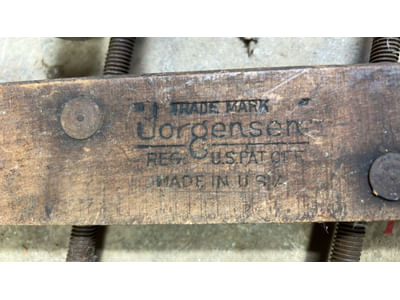 "TRADE MARK"
Jorgensen
REG. U.S. PAT OFF
MADE IN U S A